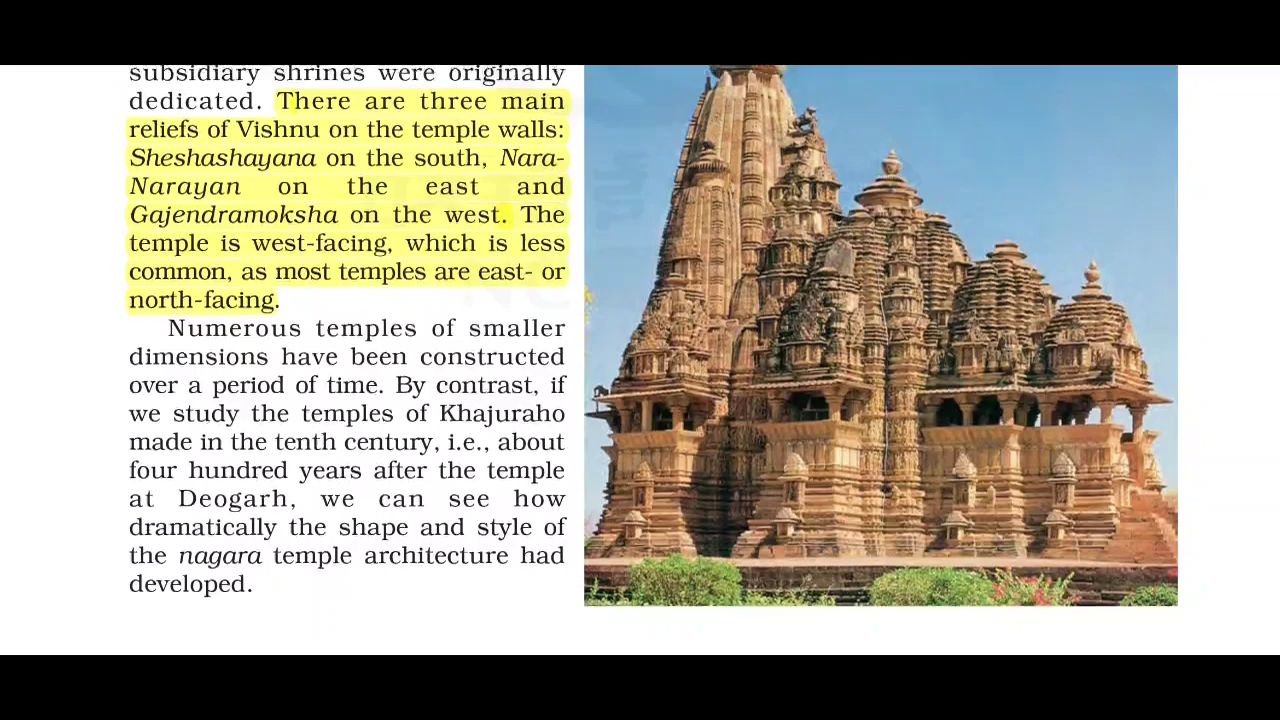 subsidiary shrines were originally
dedicated. There are three main
reliefs of Vishnu on the temple walls:
Sheshashayana on the south, Nara-
Narayan on the east and
Gajendramoksha on the west. The
temple is west-facing, which is less
common, as most temples are east- or
north-facing.
Numerous temples of smaller
dimensions have been constructed
over a period of time. By contrast, if
we study the temples of Khajuraho
made in the tenth century, i.e., about
four hundred years after the temple
at Deogarh, we can see how
dramatically the shape and style of
the nagara temple architecture had
developed.